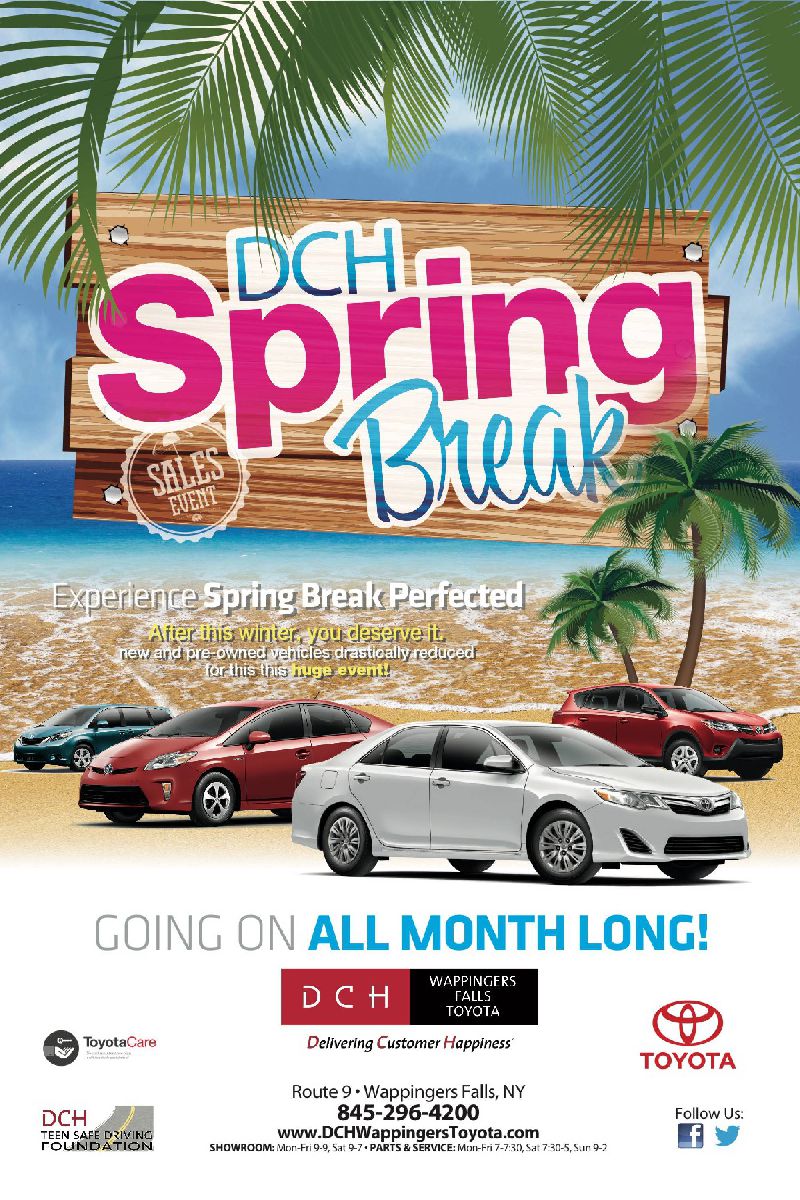 DCH
Spring
Break
SALES
EVENT
Experience Spring Break Perfected
After this winter, you deserve it.
new and pre-owned vehicles drastically reduced
for this this huge event!
GOING ON ALL MONTH LONG!
D C H
WAPPINGERS
FALLS
TOYOTA
Delivering Customer Happiness
ToyotaCare
TOYOTA
Route 9 • Wappingers Falls, NY
845-296-4200
www.DCHWappingersToyota.com
SHOWROOM: Mon-Fri 9-9, Sat 9-7 • PARTS & SERVICE: Mon-Fri 7-7:30, Sat 7:30-5, Sun 9-2
DCH
TEEN SAFE DRIVING
FOUNDATION
Follow Us: